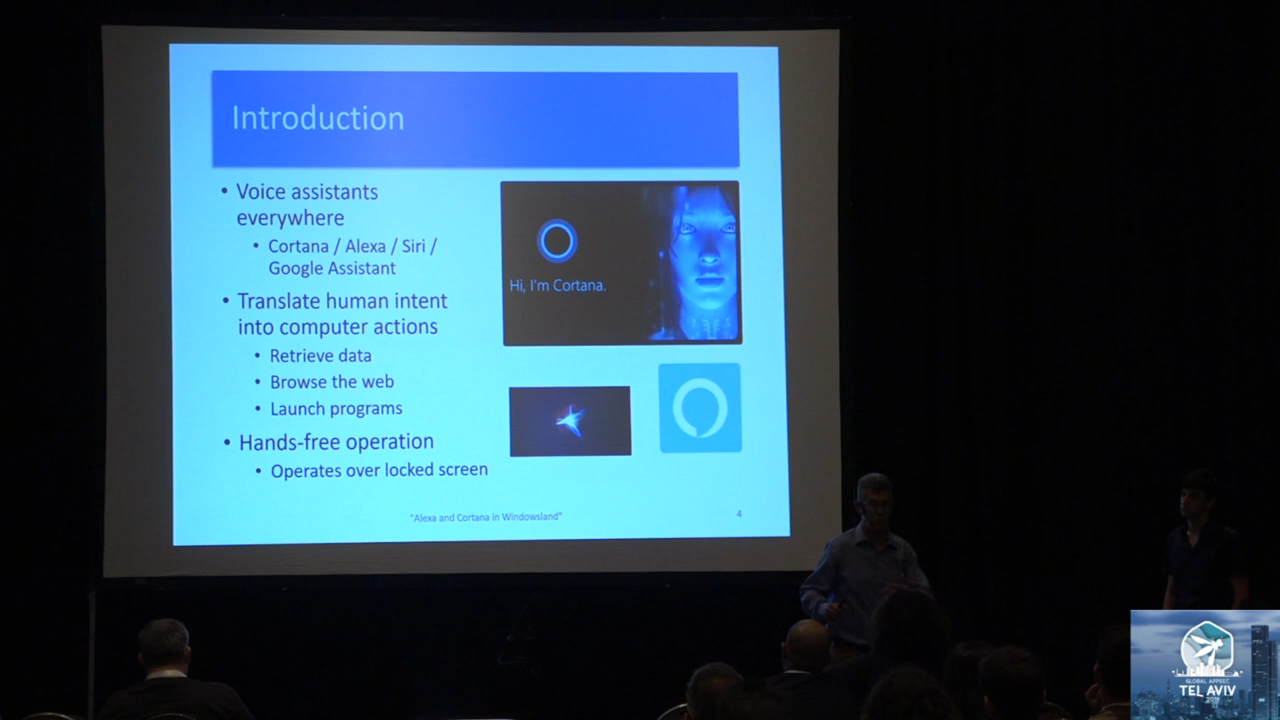 Introduction
• Voice assistants
everywhere
• Cortana / Alexa / Siri /
Google Assistant
• Translate human intent
into computer actions
• Retrieve data
• Browse the web
• Launch programs
• Hands-free operation
• Operates over locked screen
Hi, I'm Cortana.
"Alexa and Cortana in Windowsland"
4
GLOBAL APPSEC
TEL AVIV